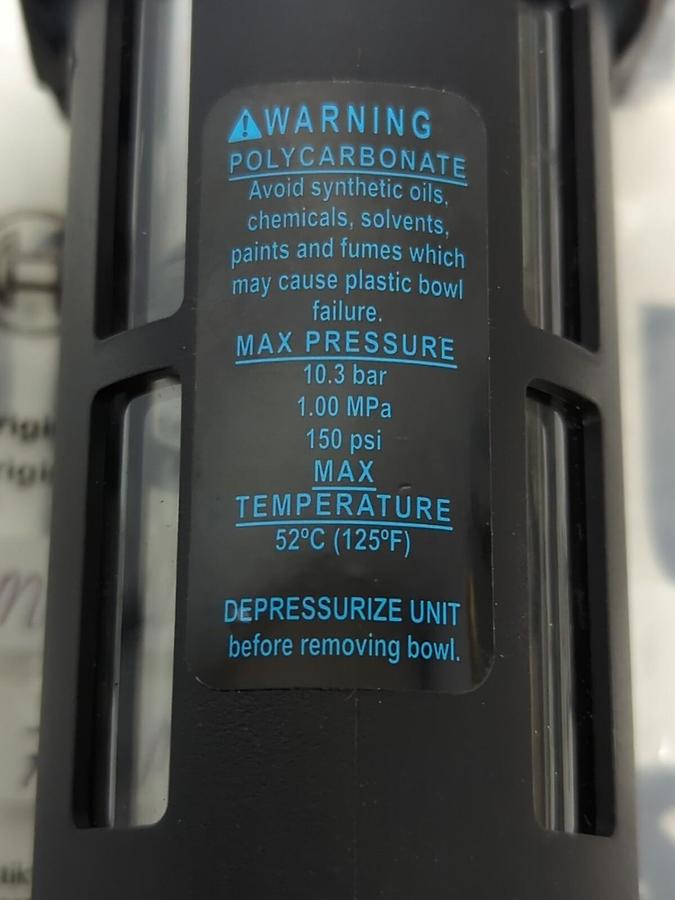 WARNING
POLYCARBONATE
Avoid synthetic oils,
chemicals, solvents,
paints and fumes which
may cause plastic bowl
failure.
MAX PRESSURE
10.3 bar
1.00 MPa
150 psi
MAX
TEMPERATURE
52ºC (125ºF)
DEPRESSURIZE UNIT
before removing bowl.